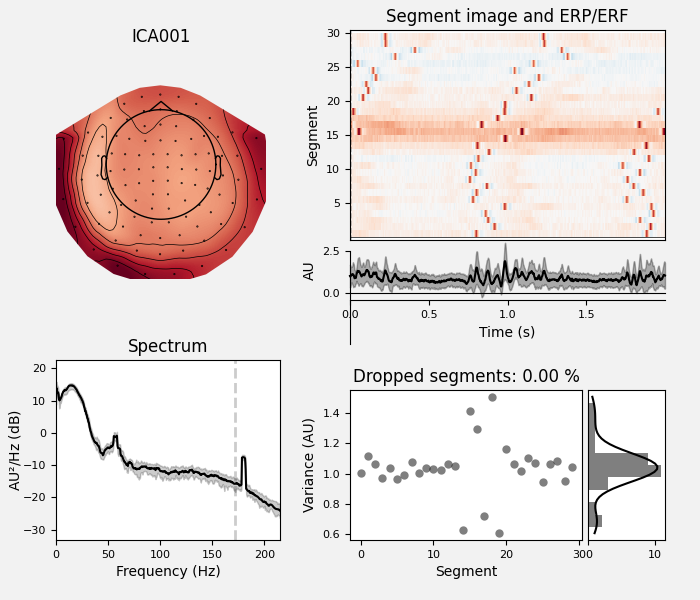 ICA001
Segment image and ERP/ERF
Segment
30
25
20
15
10
5
AU
2.5
0.0
0.0 0.5 1.0 1.5
Time (s)
Spectrum
AU²/Hz (dB)
20
10
0
−10
−20
−30
0 50 100 150 200
Frequency (Hz)
Dropped segments: 0.00 %
Variance (AU)
1.4
1.2
1.0
0.8
0.6
0 10 20 30
Segment
0 10